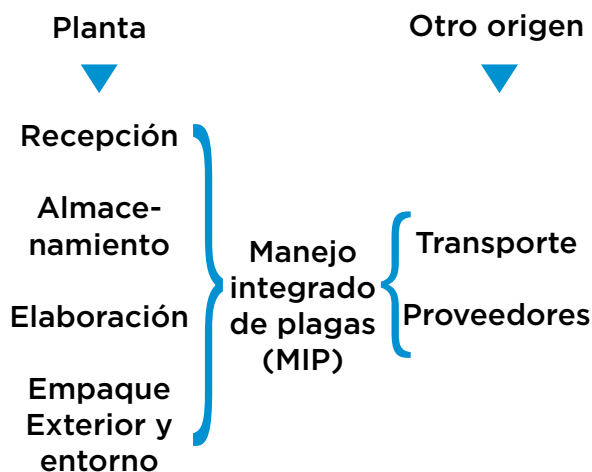 Planta
Recepción
Almace-
namiento
Elaboración
Empaque
Exterior y
entorno
Manejo
integrado
de plagas
(MIP)
Otro origen
Transporte
Proveedores